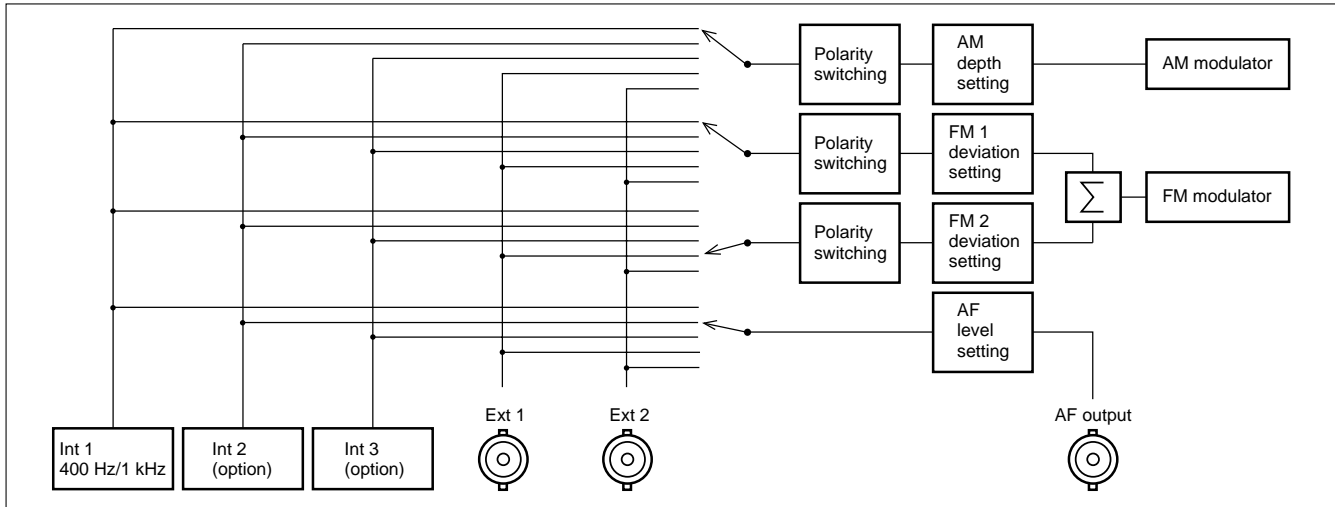 Polarity
switching
AM
depth
setting
AM modulator
Polarity
switching
FM 1
deviation
setting
Σ
FM modulator
Polarity
switching
FM 2
deviation
setting
AF
level
setting
Int 1
400 Hz/1 kHz
Int 2
(option)
Int 3
(option)
Ext 1
Ext 2
AF output